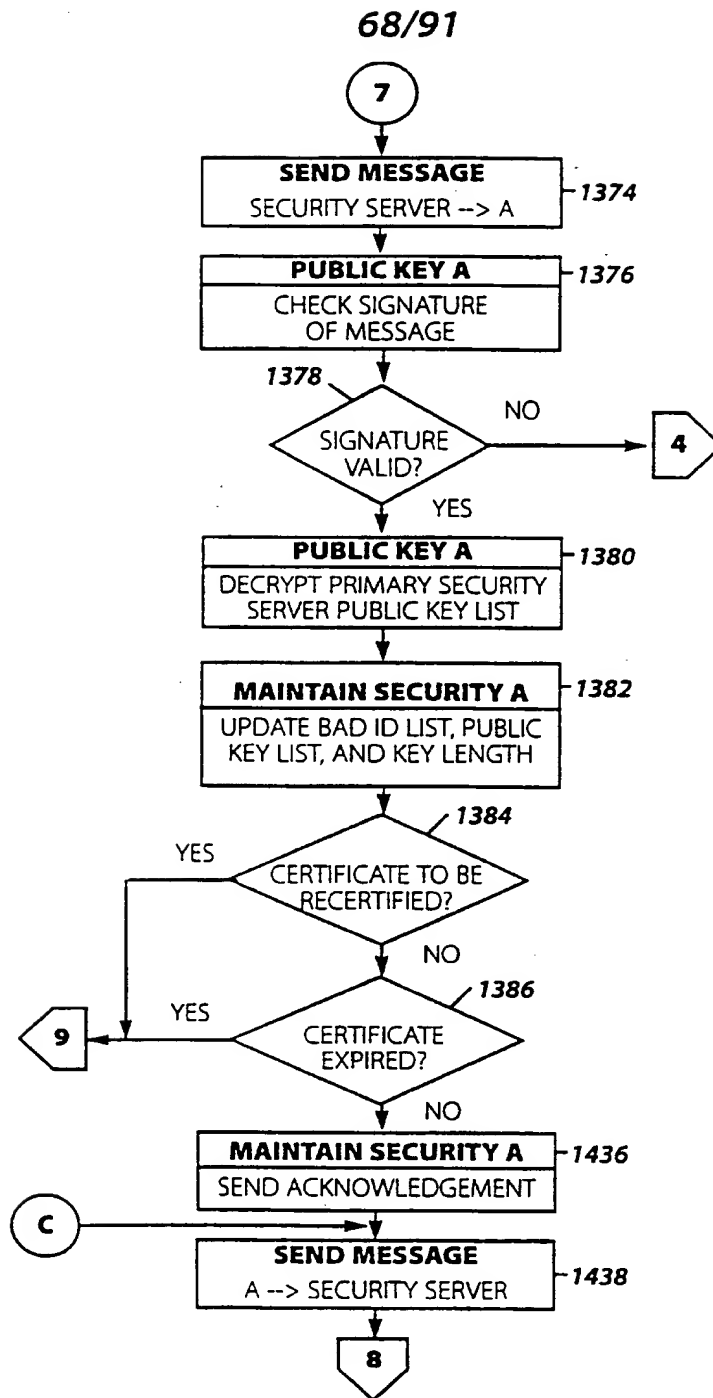 68/91
7
SEND MESSAGE
SECURITY SERVER --> A
1374
PUBLIC KEY A
1376
CHECK SIGNATURE
OF MESSAGE
1378
SIGNATURE
VALID?
NO
4
YES
PUBLIC KEY A
1380
DECRYPT PRIMARY SECURITY
SERVER PUBLIC KEY LIST
MAINTAIN SECURITY A
1382
UPDATE BAD ID LIST, PUBLIC
KEY LIST, AND KEY LENGTH
1384
YES
CERTIFICATE TO BE
RECERTIFIED?
NO
1386
9
YES
CERTIFICATE
EXPIRED?
NO
MAINTAIN SECURITY A
1436
SEND ACKNOWLEDGEMENT
C
SEND MESSAGE
A --> SECURITY SERVER
1438
8